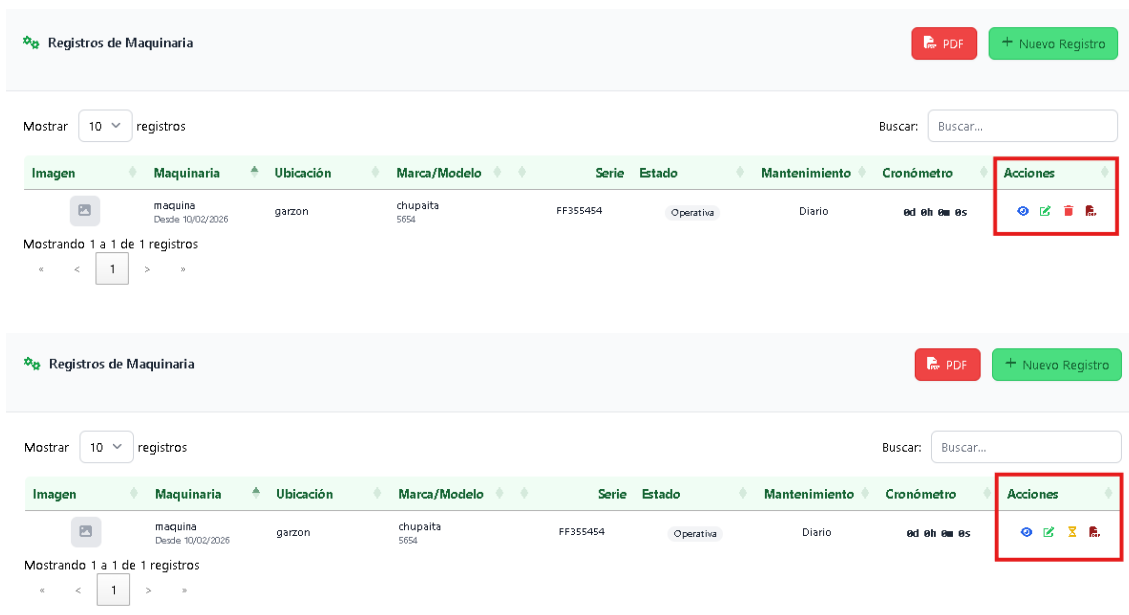 Registros de Maquinaria
PDF
+ Nuevo Registro
Mostrar 10 registros
Buscar: Buscar...
Imagen Maquinaria Ubicación Marca/Modelo Serie Estado Mantenimiento Cronómetro Acciones
maquina garzon chupaita FF355454 Operativa Diario 0d 0h 0m 0s
Desde 10/02/2026 5654
Mostrando 1 a 1 de 1 registros
« < 1 > »
Registros de Maquinaria
PDF
+ Nuevo Registro
Mostrar 10 registros
Buscar: Buscar...
Imagen Maquinaria Ubicación Marca/Modelo Serie Estado Mantenimiento Cronómetro Acciones
maquina garzon chupaita FF355454 Operativa Diario 0d 0h 0m 0s
Desde 10/02/2026 5654
Mostrando 1 a 1 de 1 registros
« < 1 > »